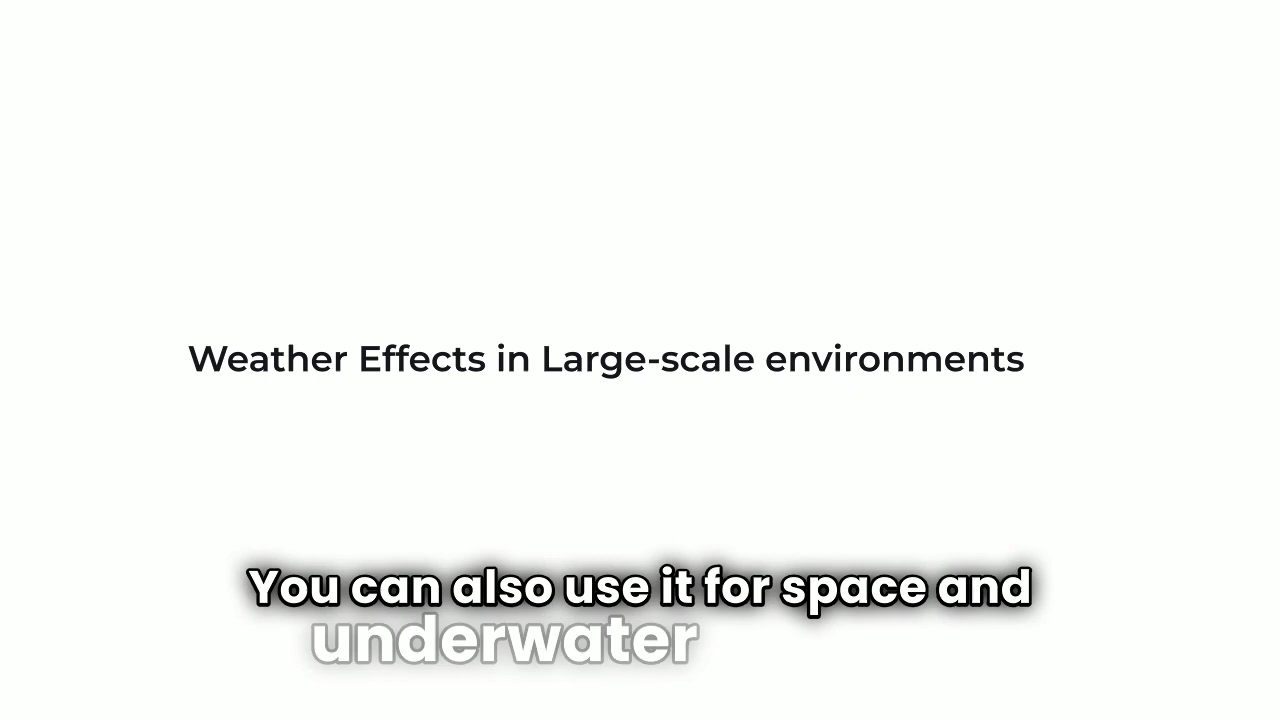 Weather Effects in Large-scale environments
You can also use it for space and
underwater